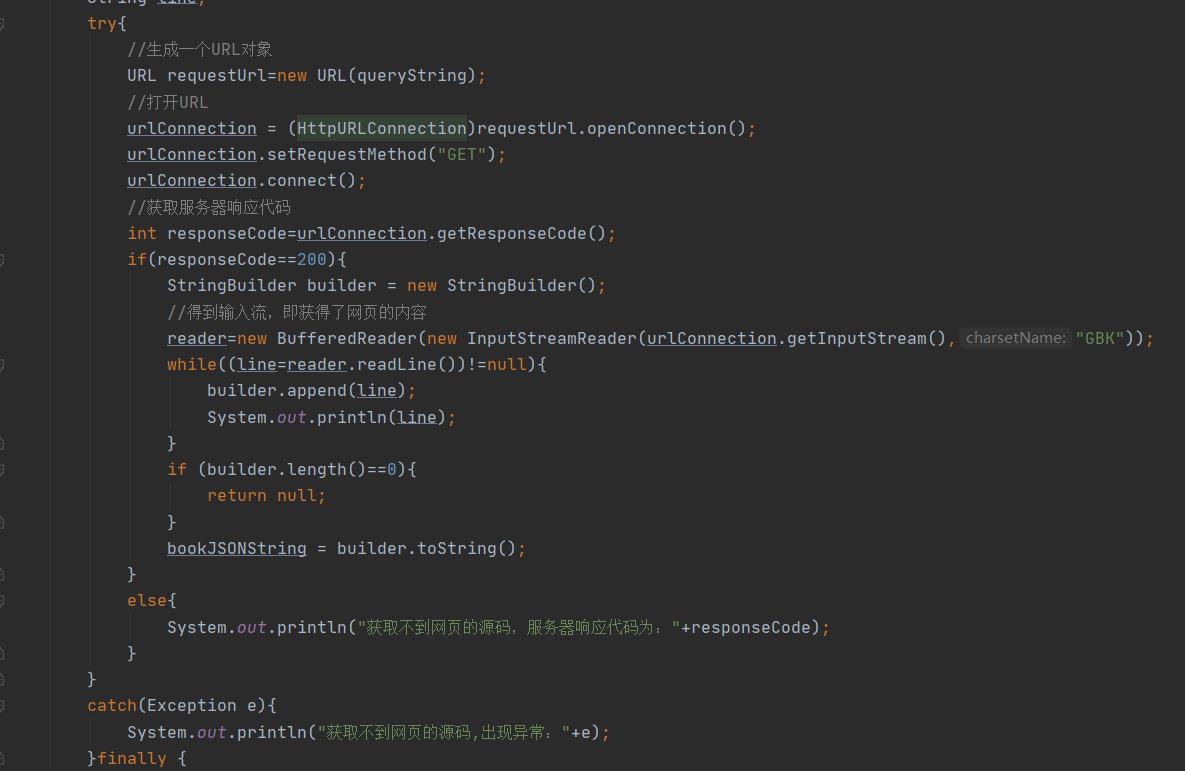 String line;
try{
//生成一个URL对象
URL requestUrl=new URL(queryString);
//打开URL
urlConnection = (HttpURLConnection)requestUrl.openConnection();
urlConnection.setRequestMethod("GET");
urlConnection.connect();
//获取服务器响应代码
int responseCode=urlConnection.getResponseCode();
if(responseCode==200){
StringBuilder builder = new StringBuilder();
//得到输入流，即获得了网页的内容
reader=new BufferedReader(new InputStreamReader(urlConnection.getInputStream(), charsetName: "GBK"));
while((line=reader.readLine())!=null){
builder.append(line);
System.out.println(line);
}
if (builder.length()==0){
return null;
}
bookJSONString = builder.toString();
}
else{
System.out.println("获取不到网页的源码，服务器响应代码为："+responseCode);
}
}
catch(Exception e){
System.out.println("获取不到网页的源码,出现异常："+e);
}finally {